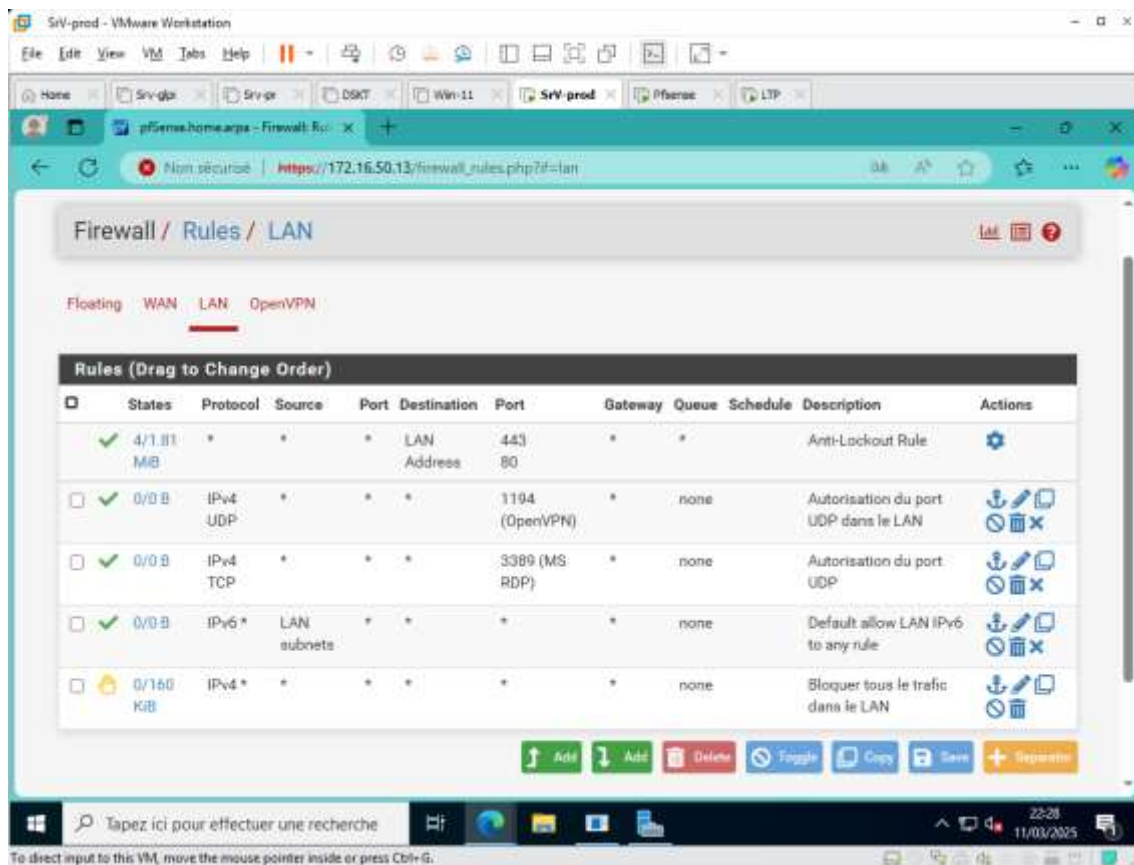 SrV-prod - VMware Workstation
File Edit View VM Tabs Help
Home Srv-glpi Srv-pr DSKT Win-11 SrV-prod Pfsense LTP
pfSense.home.arpa - Firewall: Ru
Non sécurisé https://172.16.50.13/firewall_rules.php?if=lan
Firewall / Rules / LAN
Floating WAN LAN OpenVPN
Rules (Drag to Change Order)
States Protocol Source Port Destination Port Gateway Queue Schedule Description Actions
4/1.81 * * * LAN 443 * * Anti-Lockout Rule
MiB Address 80
0/0 B IPv4 * * * 1194 * none Autorisation du port
UDP (OpenVPN) UDP dans le LAN
0/0 B IPv4 * * * 3389 (MS * none Autorisation du port
TCP RDP) UDP
0/0 B IPv6 * LAN * * * * none Default allow LAN IPv6
subnets to any rule
0/160 IPv4 * * * * * * none Bloquer tous le trafic
KiB dans le LAN
Add Add Delete Toggle Copy Save Separator
Tapez ici pour effectuer une recherche
22:28
11/03/2025
To direct input to this VM, move the mouse pointer inside or press Ctrl+G.